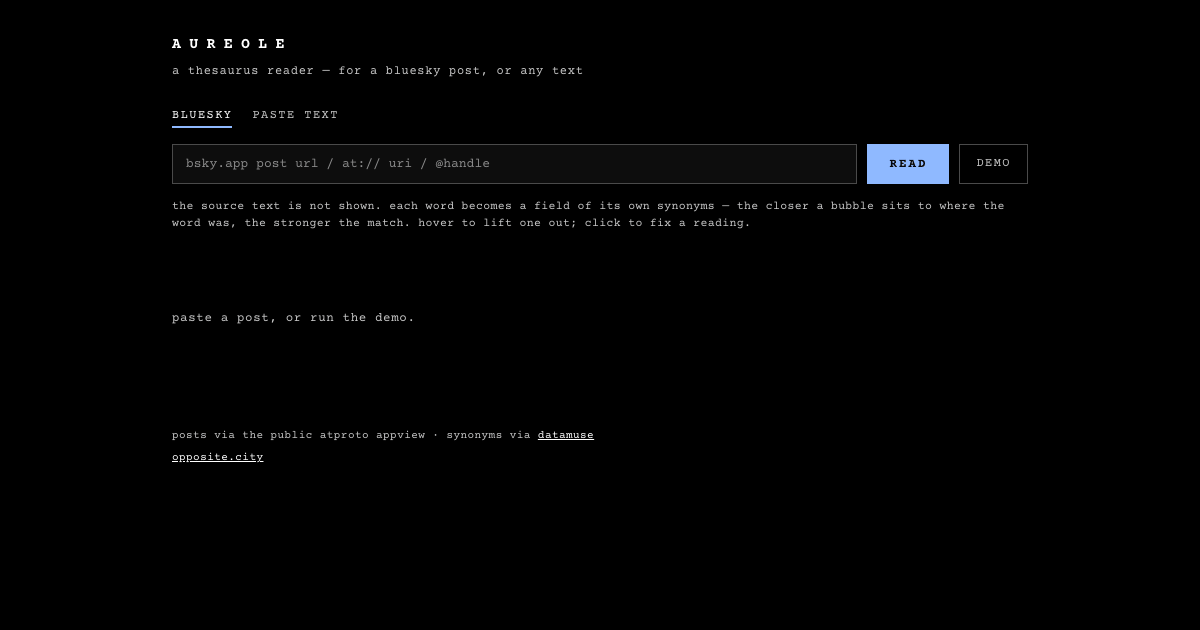 AUREOLE
a thesaurus reader — for a bluesky post, or any text
BLUESKY PASTE TEXT
bsky.app post url / at:// uri / @handle READ DEMO
the source text is not shown. each word becomes a field of its own synonyms — the closer a bubble sits to where the
word was, the stronger the match. hover to lift one out; click to fix a reading.
paste a post, or run the demo.
posts via the public atproto appview · synonyms via datamuse
opposite.city